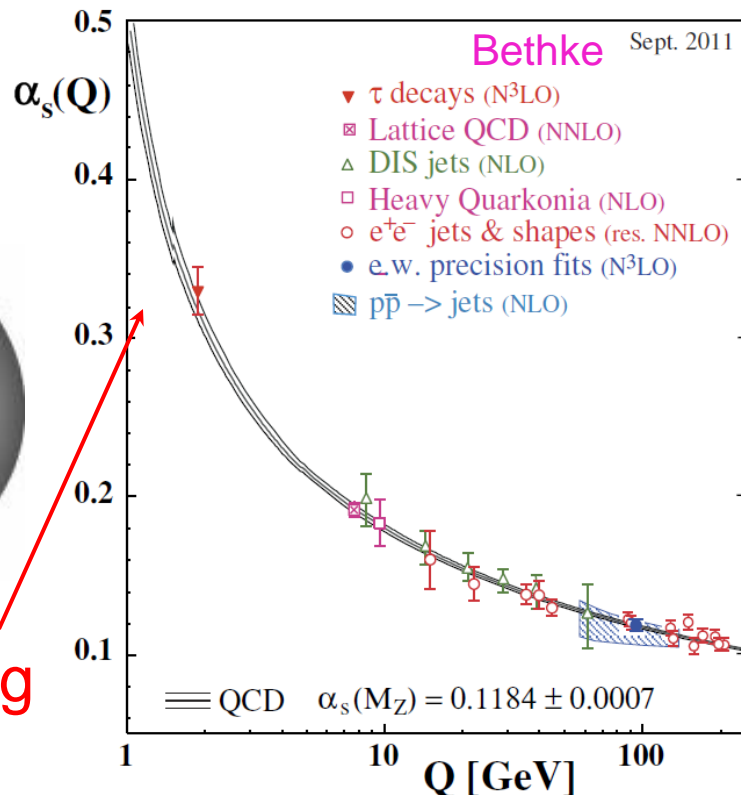 0.5
Bethke
Sept. 2011
αs(Q)
τ decays (N³LO)
Lattice QCD (NNLO)
DIS jets (NLO)
0.4
Heavy Quarkonia (NLO)
e⁺e⁻ jets & shapes (res. NNLO)
e.w. precision fits (N³LO)
pp̅ –> jets (NLO)
0.3
0.2
0.1
g
QCD αs(MZ) = 0.1184 ± 0.0007
1 10 100
Q [GeV]